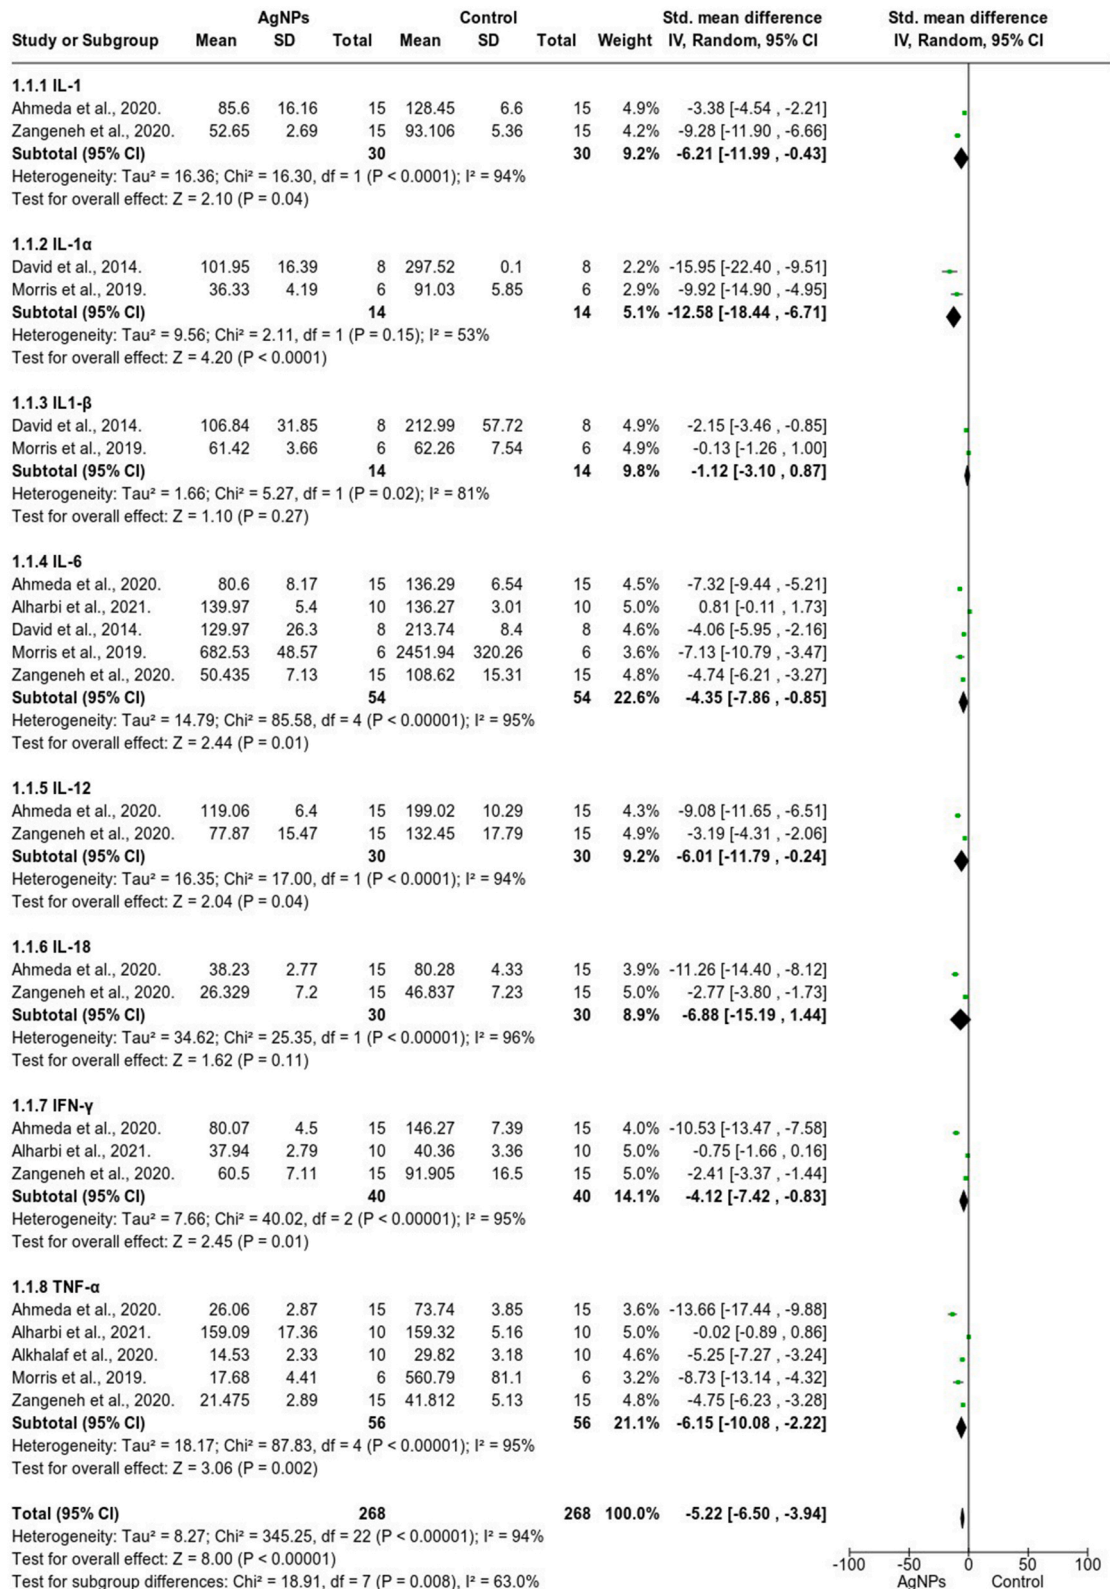 AgNPs Control Std. mean difference Std. mean difference
Study or Subgroup Mean SD Total Mean SD Total Weight IV, Random, 95% CI IV, Random, 95% CI
1.1.1 IL-1
Ahmeda et al., 2020. 85.6 16.16 15 128.45 6.6 15 4.9% -3.38 [-4.54 , -2.21]
Zangeneh et al., 2020. 52.65 2.69 15 93.106 5.36 15 4.2% -9.28 [-11.90 , -6.66]
Subtotal (95% CI) 30 30 9.2% -6.21 [-11.99 , -0.43]
Heterogeneity: Tau² = 16.36; Chi² = 16.30, df = 1 (P < 0.0001); I² = 94%
Test for overall effect: Z = 2.10 (P = 0.04)
1.1.2 IL-1α
David et al., 2014. 101.95 16.39 8 297.52 0.1 8 2.2% -15.95 [-22.40 , -9.51]
Morris et al., 2019. 36.33 4.19 6 91.03 5.85 6 2.9% -9.92 [-14.90 , -4.95]
Subtotal (95% CI) 14 14 5.1% -12.58 [-18.44 , -6.71]
Heterogeneity: Tau² = 9.56; Chi² = 2.11, df = 1 (P = 0.15); I² = 53%
Test for overall effect: Z = 4.20 (P < 0.0001)
1.1.3 IL1-β
David et al., 2014. 106.84 31.85 8 212.99 57.72 8 4.9% -2.15 [-3.46 , -0.85]
Morris et al., 2019. 61.42 3.66 6 62.26 7.54 6 4.9% -0.13 [-1.26 , 1.00]
Subtotal (95% CI) 14 14 9.8% -1.12 [-3.10 , 0.87]
Heterogeneity: Tau² = 1.66; Chi² = 5.27, df = 1 (P = 0.02); I² = 81%
Test for overall effect: Z = 1.10 (P = 0.27)
1.1.4 IL-6
Ahmeda et al., 2020. 80.6 8.17 15 136.29 6.54 15 4.5% -7.32 [-9.44 , -5.21]
Alharbi et al., 2021. 139.97 5.4 10 136.27 3.01 10 5.0% 0.81 [-0.11 , 1.73]
David et al., 2014. 129.97 26.3 8 213.74 8.4 8 4.6% -4.06 [-5.95 , -2.16]
Morris et al., 2019. 682.53 48.57 6 2451.94 320.26 6 3.6% -7.13 [-10.79 , -3.47]
Zangeneh et al., 2020. 50.435 7.13 15 108.62 15.31 15 4.8% -4.74 [-6.21 , -3.27]
Subtotal (95% CI) 54 54 22.6% -4.35 [-7.86 , -0.85]
Heterogeneity: Tau² = 14.79; Chi² = 85.58, df = 4 (P < 0.00001); I² = 95%
Test for overall effect: Z = 2.44 (P = 0.01)
1.1.5 IL-12
Ahmeda et al., 2020. 119.06 6.4 15 199.02 10.29 15 4.3% -9.08 [-11.65 , -6.51]
Zangeneh et al., 2020. 77.87 15.47 15 132.45 17.79 15 4.9% -3.19 [-4.31 , -2.06]
Subtotal (95% CI) 30 30 9.2% -6.01 [-11.79 , -0.24]
Heterogeneity: Tau² = 16.35; Chi² = 17.00, df = 1 (P < 0.0001); I² = 94%
Test for overall effect: Z = 2.04 (P = 0.04)
1.1.6 IL-18
Ahmeda et al., 2020. 38.23 2.77 15 80.28 4.33 15 3.9% -11.26 [-14.40 , -8.12]
Zangeneh et al., 2020. 26.329 7.2 15 46.837 7.23 15 5.0% -2.77 [-3.80 , -1.73]
Subtotal (95% CI) 30 30 8.9% -6.88 [-15.19 , 1.44]
Heterogeneity: Tau² = 34.62; Chi² = 25.35, df = 1 (P < 0.00001); I² = 96%
Test for overall effect: Z = 1.62 (P = 0.11)
1.1.7 IFN-γ
Ahmeda et al., 2020. 80.07 4.5 15 146.27 7.39 15 4.0% -10.53 [-13.47 , -7.58]
Alharbi et al., 2021. 37.94 2.79 10 40.36 3.36 10 5.0% -0.75 [-1.66 , 0.16]
Zangeneh et al., 2020. 60.5 7.11 15 91.905 16.5 15 5.0% -2.41 [-3.37 , -1.44]
Subtotal (95% CI) 40 40 14.1% -4.12 [-7.42 , -0.83]
Heterogeneity: Tau² = 7.66; Chi² = 40.02, df = 2 (P < 0.00001); I² = 95%
Test for overall effect: Z = 2.45 (P = 0.01)
1.1.8 TNF-α
Ahmeda et al., 2020. 26.06 2.87 15 73.74 3.85 15 3.6% -13.66 [-17.44 , -9.88]
Alharbi et al., 2021. 159.09 17.36 10 159.32 5.16 10 5.0% -0.02 [-0.89 , 0.86]
Alkhalaf et al., 2020. 14.53 2.33 10 29.82 3.18 10 4.6% -5.25 [-7.27 , -3.24]
Morris et al., 2019. 17.68 4.41 6 560.79 81.1 6 3.2% -8.73 [-13.14 , -4.32]
Zangeneh et al., 2020. 21.475 2.89 15 41.812 5.13 15 4.8% -4.75 [-6.23 , -3.28]
Subtotal (95% CI) 56 56 21.1% -6.15 [-10.08 , -2.22]
Heterogeneity: Tau² = 18.17; Chi² = 87.83, df = 4 (P < 0.00001); I² = 95%
Test for overall effect: Z = 3.06 (P = 0.002)
Total (95% CI) 268 268 100.0% -5.22 [-6.50 , -3.94]
Heterogeneity: Tau² = 8.27; Chi² = 345.25, df = 22 (P < 0.00001); I² = 94%
Test for overall effect: Z = 8.00 (P < 0.00001)
Test for subgroup differences: Chi² = 18.91, df = 7 (P = 0.008), I² = 63.0%
-100 -50 0 50 100
AgNPs Control